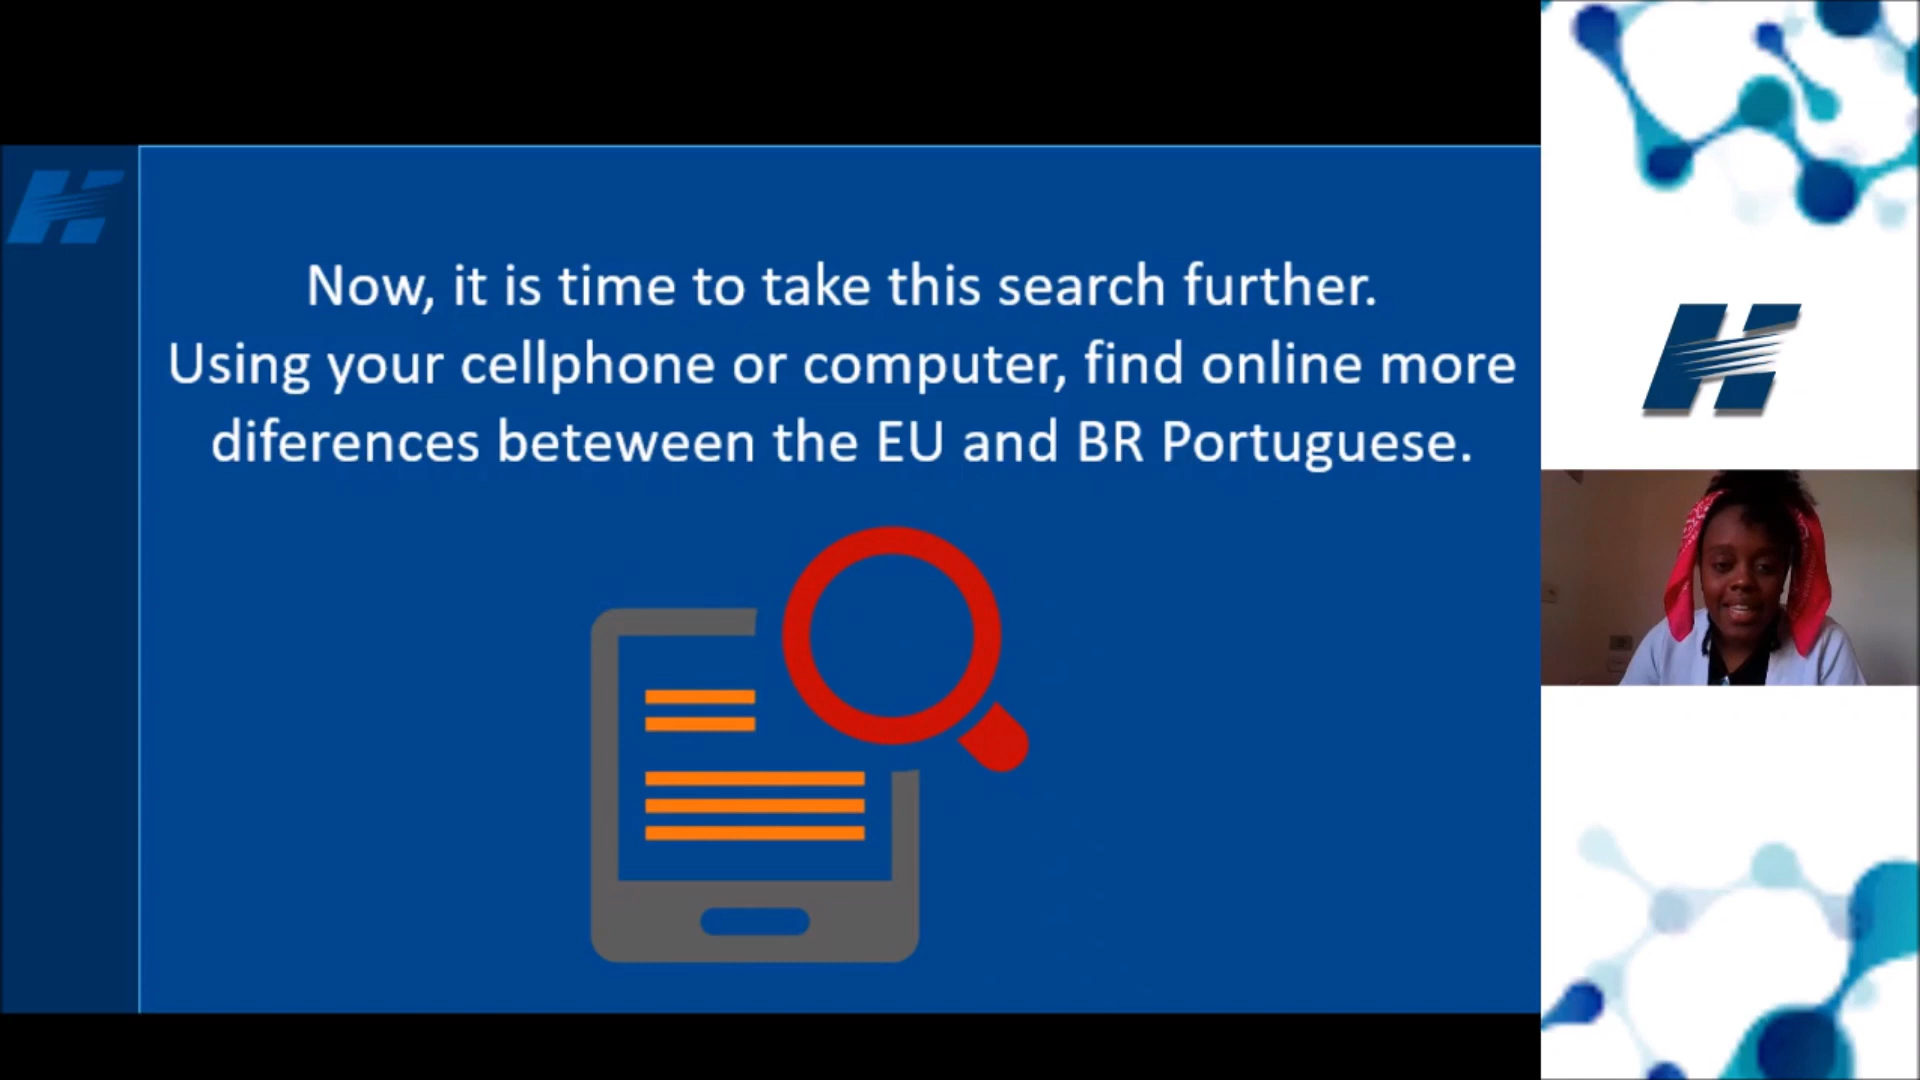 Now, it is time to take this search further.
Using your cellphone or computer, find online more
diferences beteween the EU and BR Portuguese.